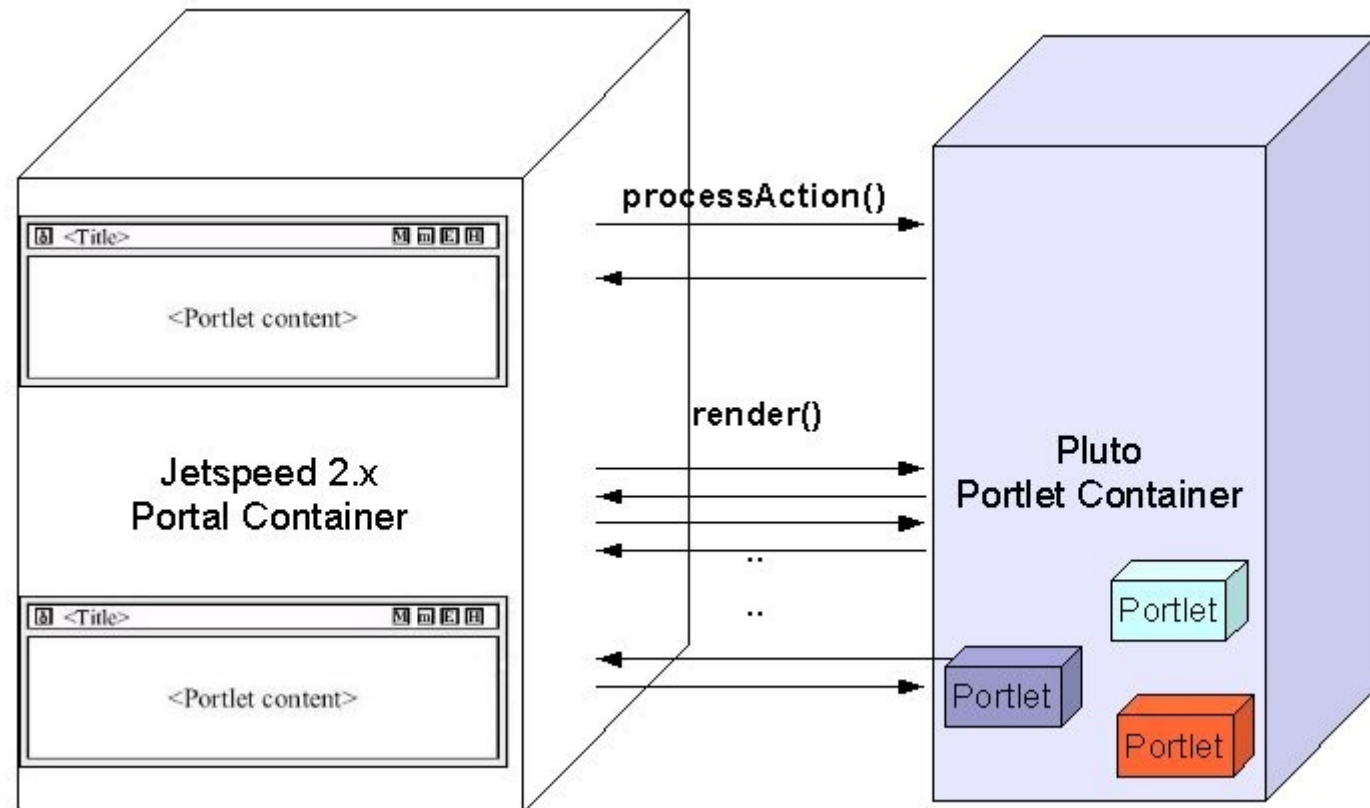 processAction()
<Title>
M m E H
<Portlet content>
render()
Jetspeed 2.x
Portal Container
Pluto
Portlet Container
..
..
<Title>
M m E H
<Portlet content>
Portlet
Portlet
Portlet